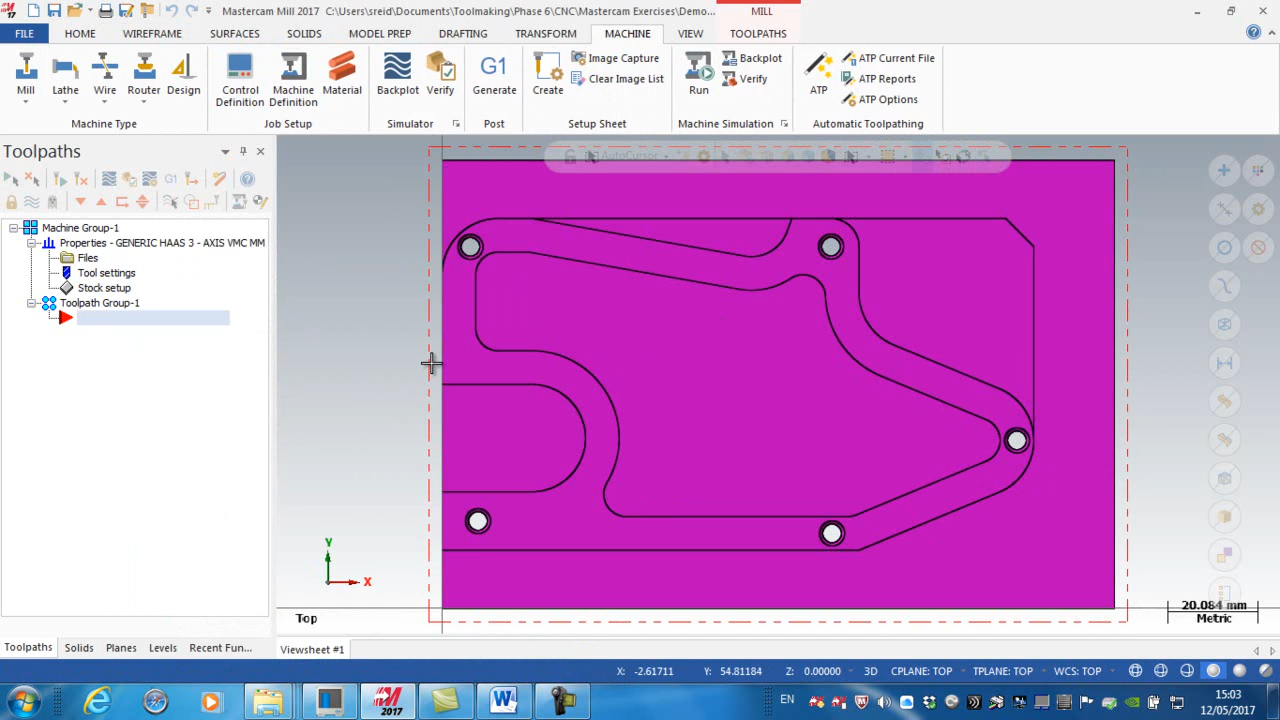 Mastercam Mill 2017 C:\Users\sreid\Documents\Toolmaking\Phase 6\CNC\Mastercam Exercises\Demo... MILL
FILE HOME WIREFRAME SURFACES SOLIDS MODEL PREP DRAFTING TRANSFORM MACHINE VIEW TOOLPATHS
Mill Lathe Wire Router Design
Control Definition
Machine Definition
Material
Backplot Verify
G1
Generate
Create
Image Capture
Clear Image List
Run
Backplot
Verify
ATP
ATP Current File
ATP Reports
ATP Options
Machine Type Job Setup Simulator Post Setup Sheet Machine Simulation Automatic Toolpathing
Toolpaths
AutoCursor
G1
Machine Group-1
Properties - GENERIC HAAS 3 - AXIS VMC MM
Files
Tool settings
Stock setup
Toolpath Group-1
Y
X
Top
20.084 mm
Metric
Toolpaths Solids Planes Levels Recent Fun...
Viewsheet #1
X: -2.61711 Y: 54.81184 Z: 0.00000 3D CPLANE: TOP TPLANE: TOP WCS: TOP
2017
EN
15:03
12/05/2017